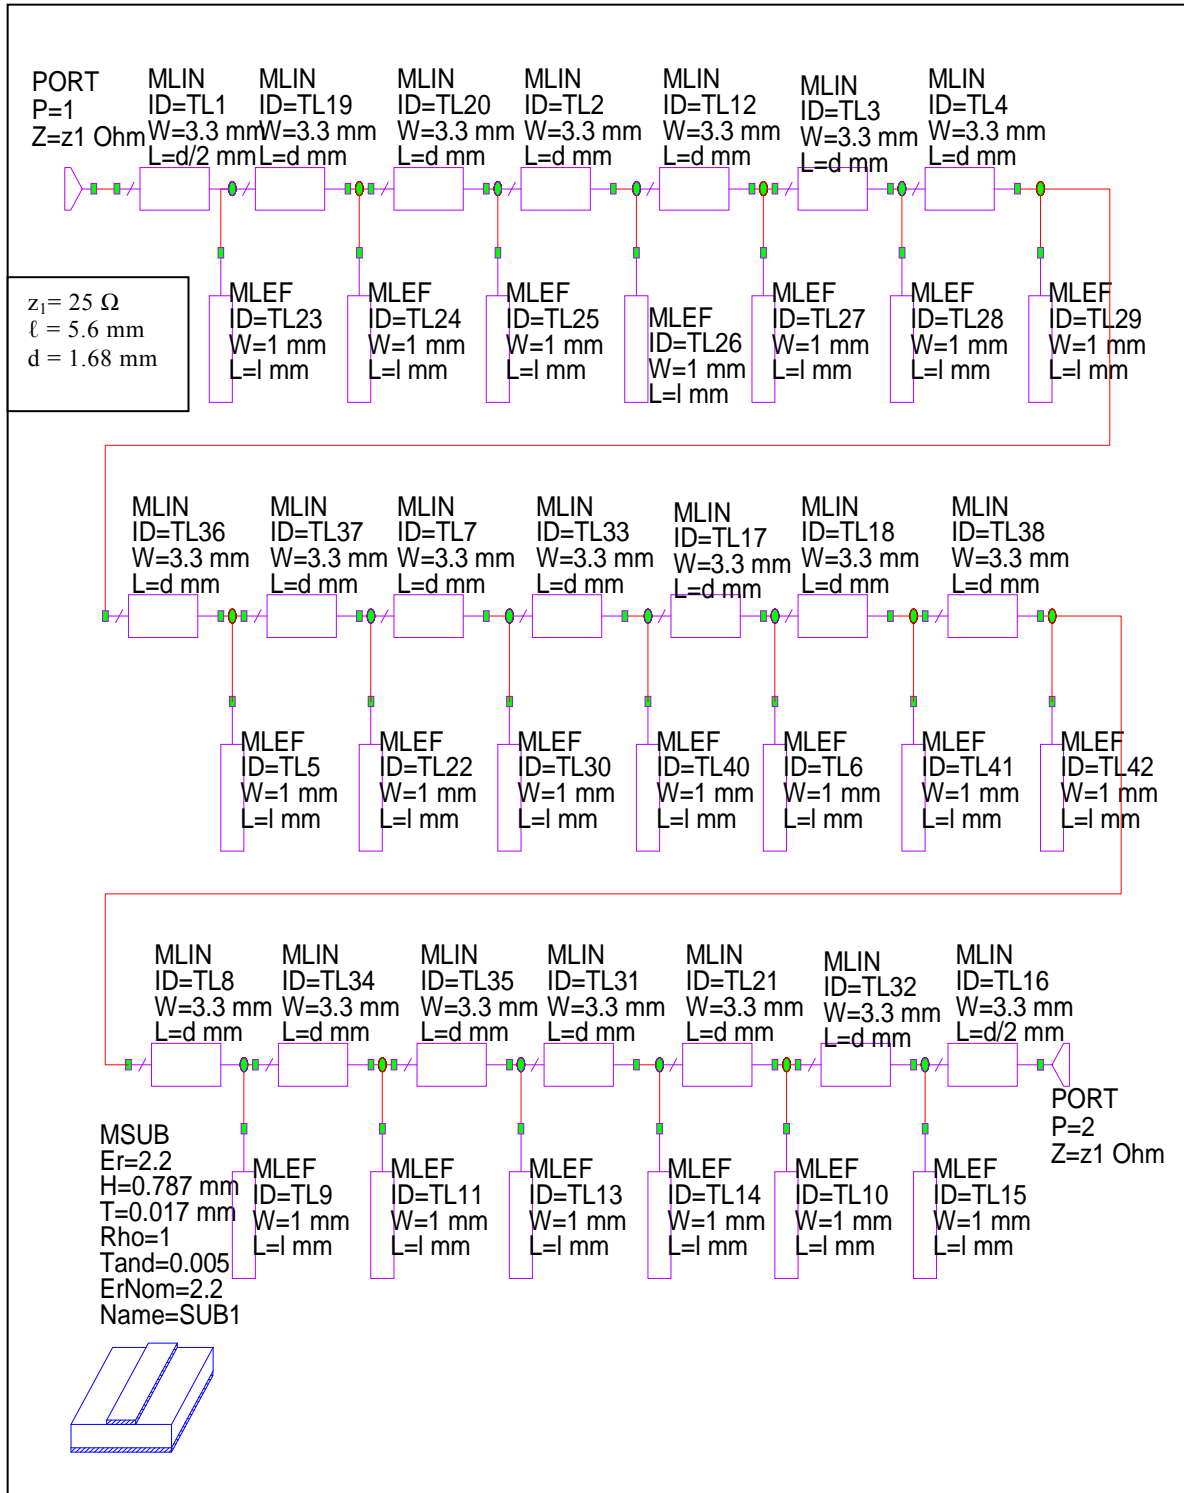 PORT
P=1
Z=z1 Ohm
MLIN
ID=TL1
W=3.3 mm
L=d/2 mm
MLIN
ID=TL19
W=3.3 mm
L=d mm
MLIN
ID=TL20
W=3.3 mm
L=d mm
MLIN
ID=TL2
W=3.3 mm
L=d mm
MLIN
ID=TL12
W=3.3 mm
L=d mm
MLIN
ID=TL3
W=3.3 mm
L=d mm
MLIN
ID=TL4
W=3.3 mm
L=d mm
z₁= 25 Ω
ℓ = 5.6 mm
d = 1.68 mm
MLEF
ID=TL23
W=1 mm
L=l mm
MLEF
ID=TL24
W=1 mm
L=l mm
MLEF
ID=TL25
W=1 mm
L=l mm
MLEF
ID=TL26
W=1 mm
L=l mm
MLEF
ID=TL27
W=1 mm
L=l mm
MLEF
ID=TL28
W=1 mm
L=l mm
MLEF
ID=TL29
W=1 mm
L=l mm
MLIN
ID=TL36
W=3.3 mm
L=d mm
MLIN
ID=TL37
W=3.3 mm
L=d mm
MLIN
ID=TL7
W=3.3 mm
L=d mm
MLIN
ID=TL33
W=3.3 mm
L=d mm
MLIN
ID=TL17
W=3.3 mm
L=d mm
MLIN
ID=TL18
W=3.3 mm
L=d mm
MLIN
ID=TL38
W=3.3 mm
L=d mm
MLEF
ID=TL5
W=1 mm
L=l mm
MLEF
ID=TL22
W=1 mm
L=l mm
MLEF
ID=TL30
W=1 mm
L=l mm
MLEF
ID=TL40
W=1 mm
L=l mm
MLEF
ID=TL6
W=1 mm
L=l mm
MLEF
ID=TL41
W=1 mm
L=l mm
MLEF
ID=TL42
W=1 mm
L=l mm
MLIN
ID=TL8
W=3.3 mm
L=d mm
MLIN
ID=TL34
W=3.3 mm
L=d mm
MLIN
ID=TL35
W=3.3 mm
L=d mm
MLIN
ID=TL31
W=3.3 mm
L=d mm
MLIN
ID=TL21
W=3.3 mm
L=d mm
MLIN
ID=TL32
W=3.3 mm
L=d mm
MLIN
ID=TL16
W=3.3 mm
L=d/2 mm
PORT
P=2
Z=z1 Ohm
MSUB
Er=2.2
H=0.787 mm
T=0.017 mm
Rho=1
Tand=0.005
ErNom=2.2
Name=SUB1
MLEF
ID=TL9
W=1 mm
L=l mm
MLEF
ID=TL11
W=1 mm
L=l mm
MLEF
ID=TL13
W=1 mm
L=l mm
MLEF
ID=TL14
W=1 mm
L=l mm
MLEF
ID=TL10
W=1 mm
L=l mm
MLEF
ID=TL15
W=1 mm
L=l mm